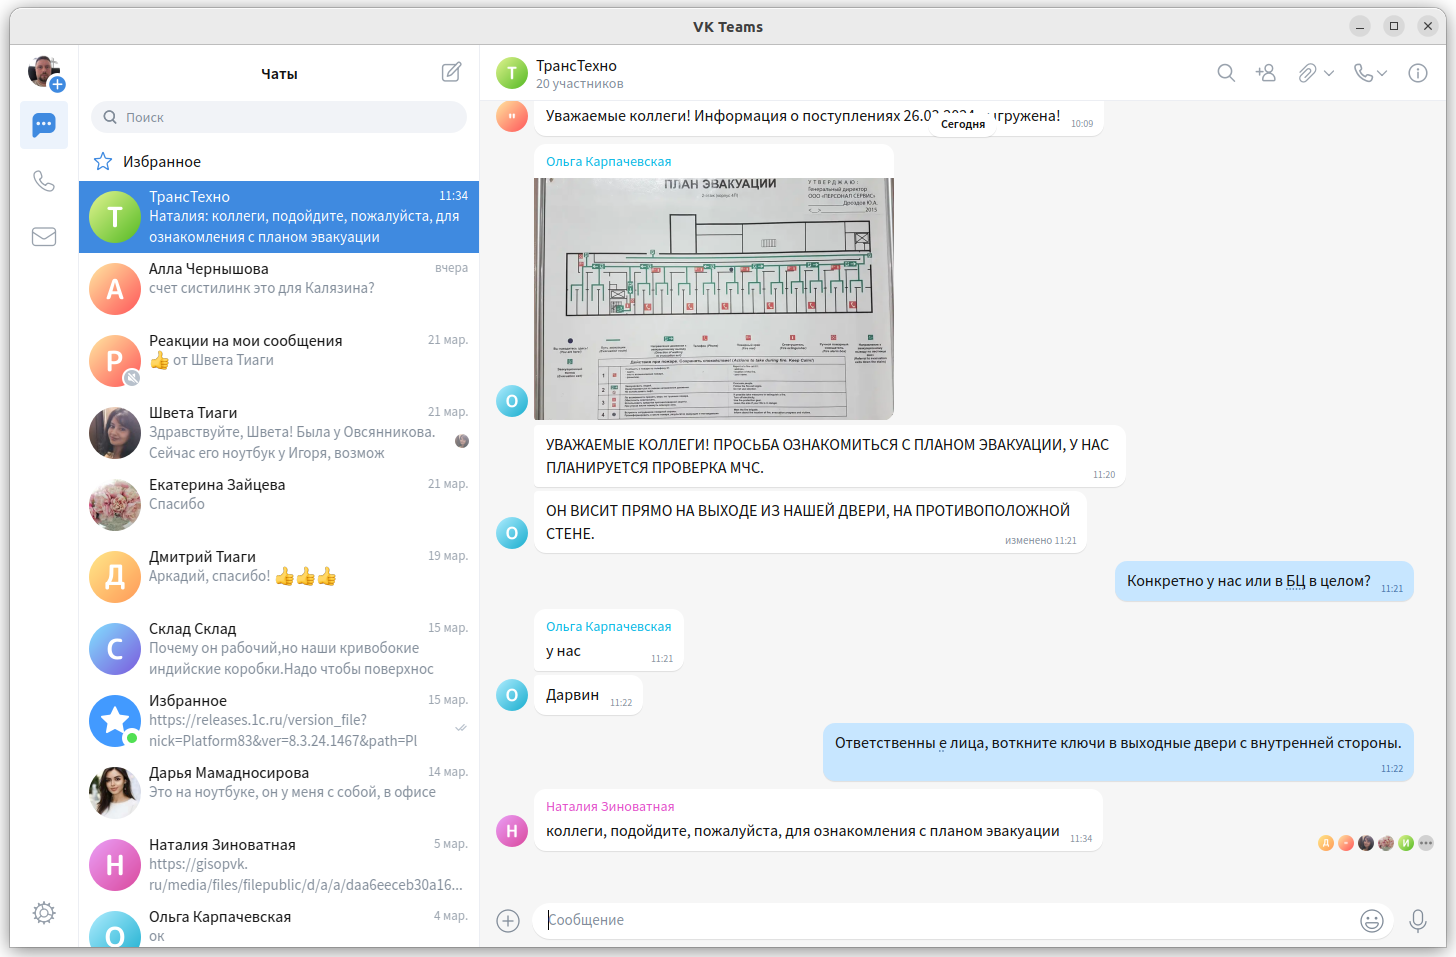 VK Teams
Чаты
Поиск
Избранное
ТрансТехно
11:34
Наталия: коллеги, подойдите, пожалуйста, для
ознакомления с планом эвакуации
Алла Чернышова
вчера
счет систилинк это для Калязина?
Реакции на мои сообщения
21 мар.
👍 от Швета Тиаги
Швета Тиаги
21 мар.
Здравствуйте, Швета! Была у Овсянникова.
Сейчас его ноутбук у Игоря, возмож
Екатерина Зайцева
21 мар.
Спасибо
Дмитрий Тиаги
19 мар.
Аркадий, спасибо! 👍👍👍
Склад Склад
15 мар.
Почему он рабочий,но наши кривобокие
индийские коробки.Надо чтобы поверхнос
Избранное
15 мар.
https://releases.1c.ru/version_file?
nick=Platform83&ver=8.3.24.1467&path=Pl
Дарья Мамадносирова
14 мар.
Это на ноутбуке, он у меня с собой, в офисе
Наталия Зиноватная
5 мар.
https://gisopvk.
ru/media/files/filepublic/d/a/a/daa6eeceb30a16...
Ольга Карпачевская
4 мар.
ок
Т
А
Р
Д
С
Н
О
Т
ТрансТехно
20 участников
Уважаемые коллеги! Информация о поступлениях
10:09
Сегодня
Ольга Карпачевская
ПЛАН ЭВАКУАЦИИ
УТВЕРЖДАЮ:
Генеральный директор
ООО «ПЕРСОНАЛ СЕРВИС»
Дроздов Ю.А.
2015
О
УВАЖАЕМЫЕ КОЛЛЕГИ! ПРОСЬБА ОЗНАКОМИТЬСЯ С ПЛАНОМ ЭВАКУАЦИИ, У НАС
ПЛАНИРУЕТСЯ ПРОВЕРКА МЧС.
11:20
ОН ВИСИТ ПРЯМО НА ВЫХОДЕ ИЗ НАШЕЙ ДВЕРИ, НА ПРОТИВОПОЛОЖНОЙ
СТЕНЕ.
изменено 11:21
О
Конкретно у нас или в БЦ в целом?
11:21
Ольга Карпачевская
у нас
11:21
О
Дарвин
11:22
Ответственны е лица, воткните ключи в выходные двери с внутренней стороны.
11:22
Наталия Зиноватная
Н
коллеги, подойдите, пожалуйста, для ознакомления с планом эвакуации
11:34
Д
И
Сообщение